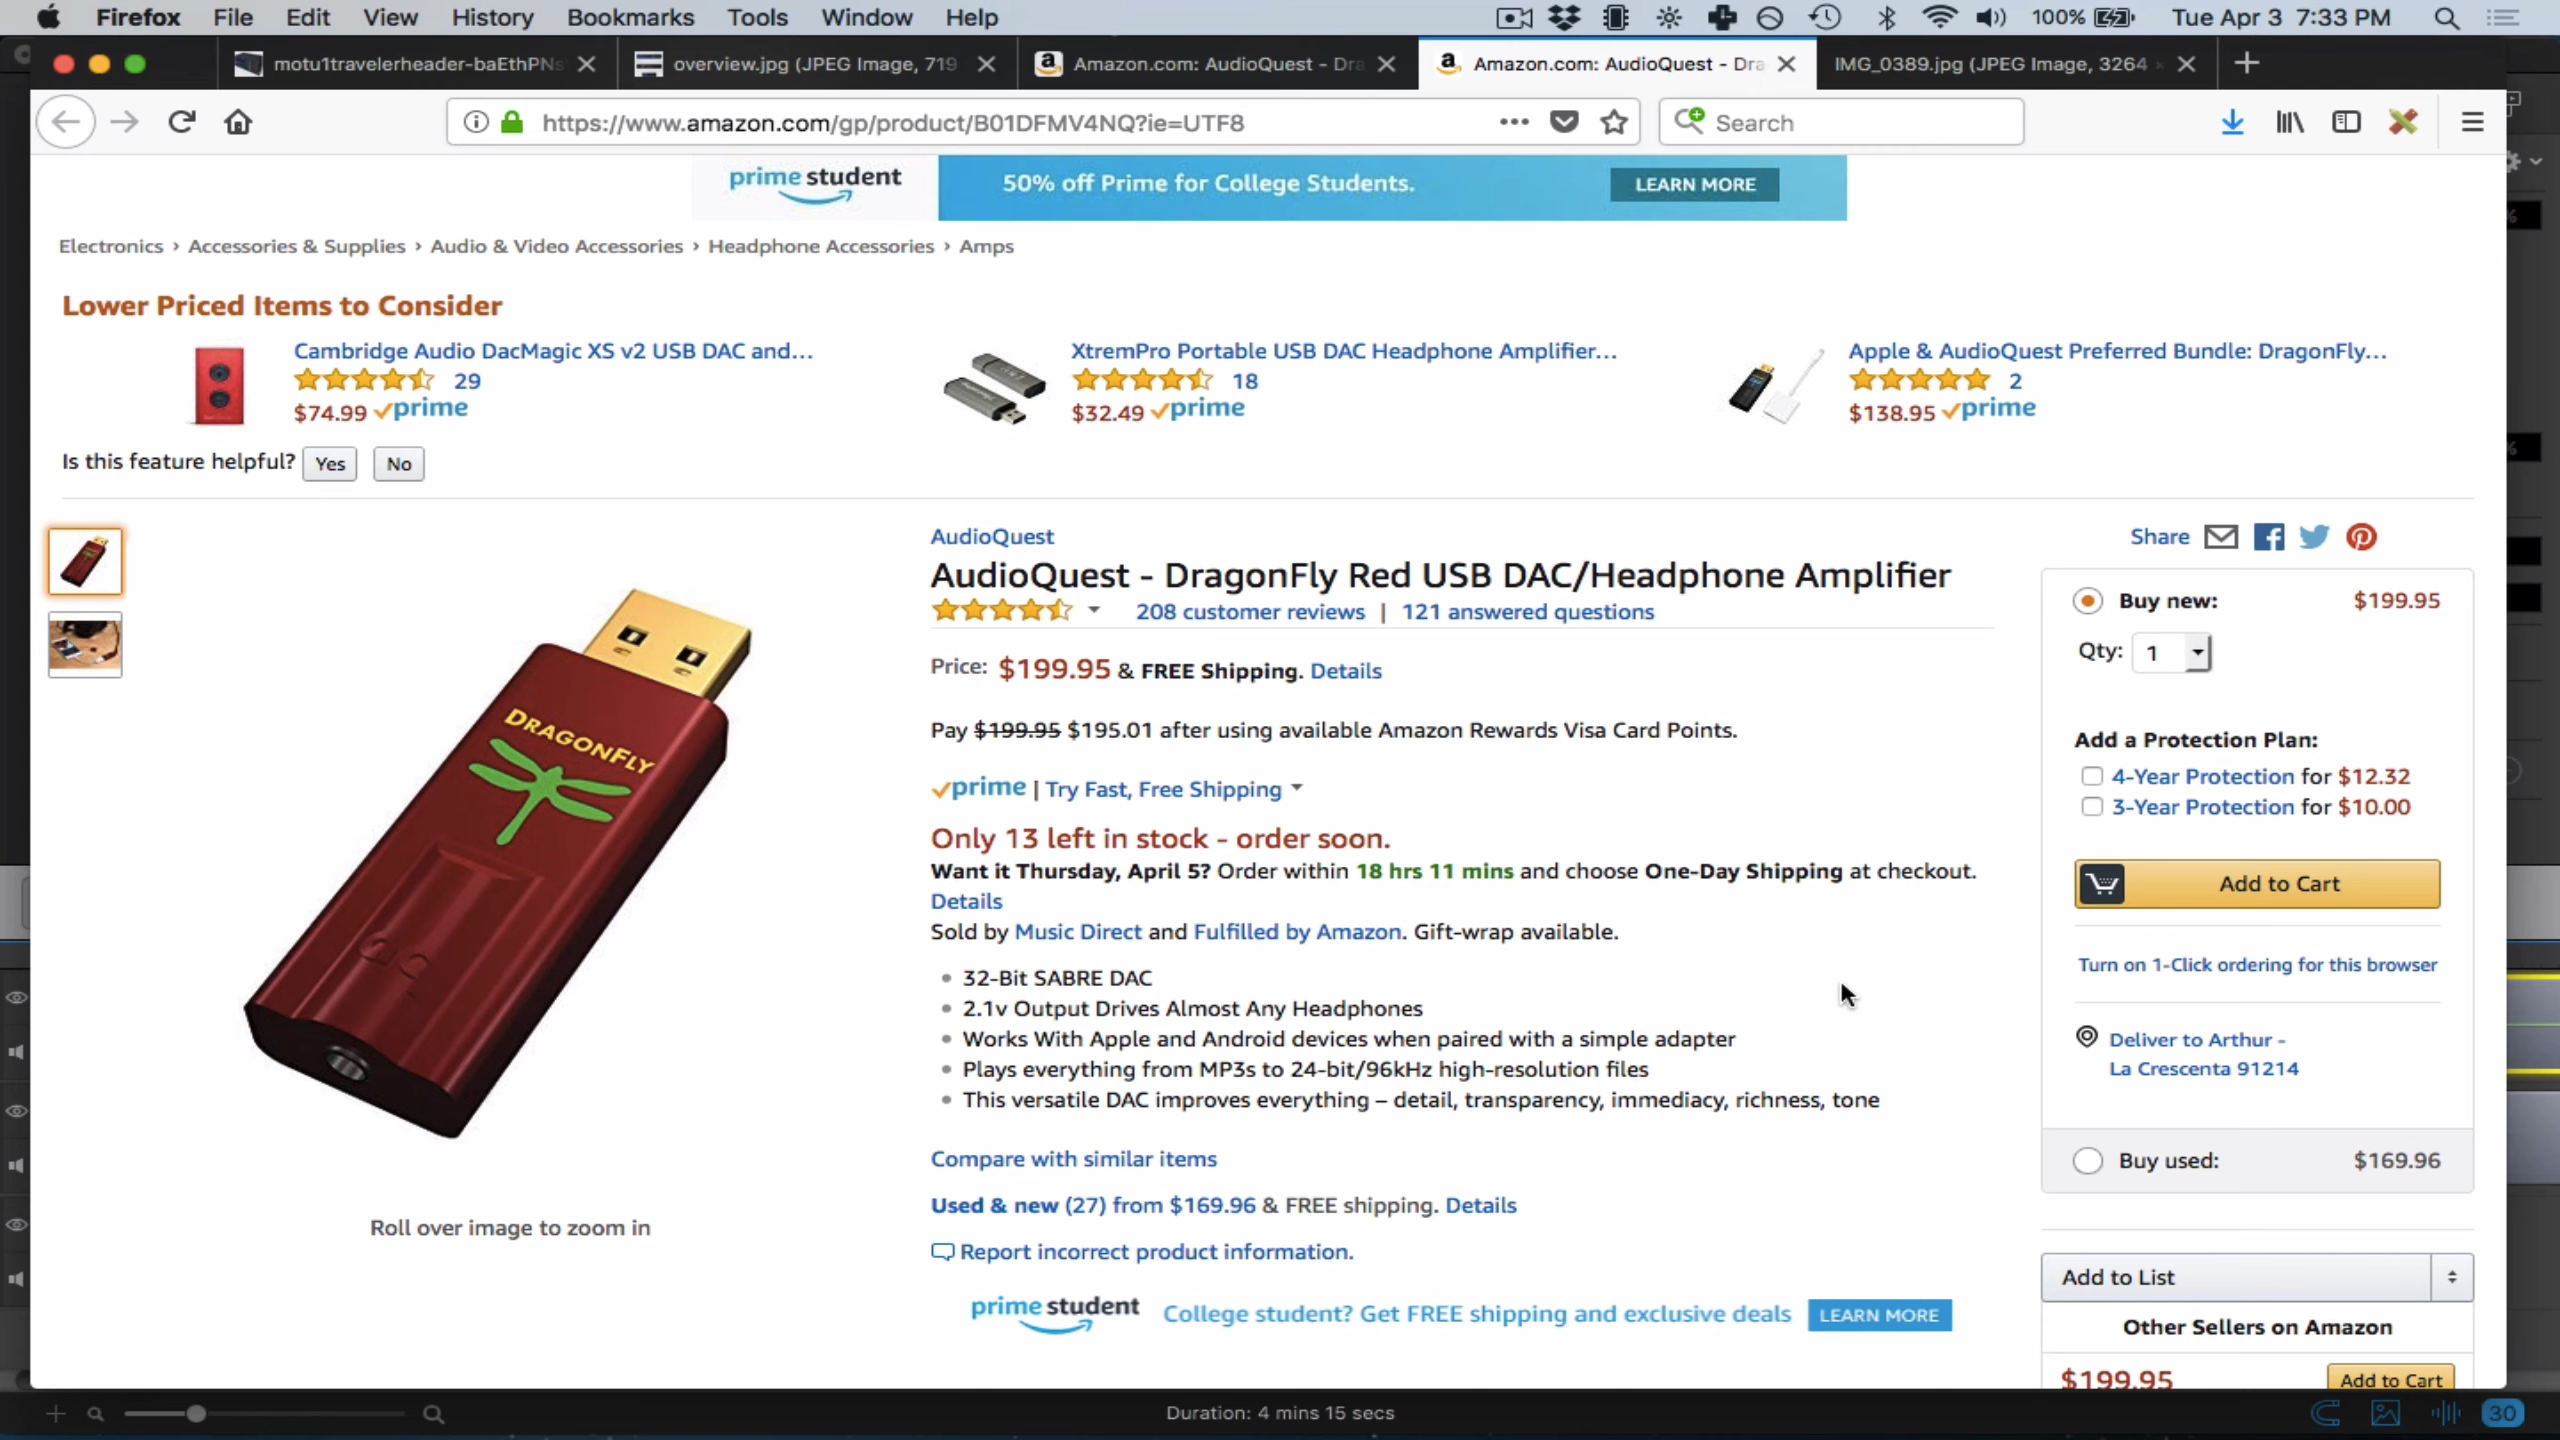 Firefox File Edit View History Bookmarks Tools Window Help 100% Tue Apr 3 7:33 PM
motu1travelerheader-baEthPNs overview.jpg (JPEG Image, 719 Amazon.com: AudioQuest - Dra Amazon.com: AudioQuest - Dra IMG_0389.jpg (JPEG Image, 3264
https://www.amazon.com/gp/product/B01DFMV4NQ?ie=UTF8 Search
prime student 50% off Prime for College Students. LEARN MORE
Electronics › Accessories & Supplies › Audio & Video Accessories › Headphone Accessories › Amps
Lower Priced Items to Consider
Cambridge Audio DacMagic XS v2 USB DAC and...
29
$74.99 prime
XtremPro Portable USB DAC Headphone Amplifier...
18
$32.49 prime
Apple & AudioQuest Preferred Bundle: DragonFly...
2
$138.95 prime
Is this feature helpful? Yes No
DRAGONFLY
Roll over image to zoom in
AudioQuest
AudioQuest - DragonFly Red USB DAC/Headphone Amplifier
208 customer reviews | 121 answered questions
Price: $199.95 & FREE Shipping. Details
Pay $199.95 $195.01 after using available Amazon Rewards Visa Card Points.
prime | Try Fast, Free Shipping
Only 13 left in stock - order soon.
Want it Thursday, April 5? Order within 18 hrs 11 mins and choose One-Day Shipping at checkout.
Details
Sold by Music Direct and Fulfilled by Amazon. Gift-wrap available.
• 32-Bit SABRE DAC
• 2.1v Output Drives Almost Any Headphones
• Works With Apple and Android devices when paired with a simple adapter
• Plays everything from MP3s to 24-bit/96kHz high-resolution files
• This versatile DAC improves everything – detail, transparency, immediacy, richness, tone
Compare with similar items
Used & new (27) from $169.96 & FREE shipping. Details
Report incorrect product information.
prime student College student? Get FREE shipping and exclusive deals LEARN MORE
Share
Buy new: $199.95
Qty: 1
Add a Protection Plan:
4-Year Protection for $12.32
3-Year Protection for $10.00
Add to Cart
Turn on 1-Click ordering for this browser
Deliver to Arthur -
La Crescenta 91214
Buy used: $169.96
Add to List
Other Sellers on Amazon
$199.95 Add to Cart
Duration: 4 mins 15 secs
30